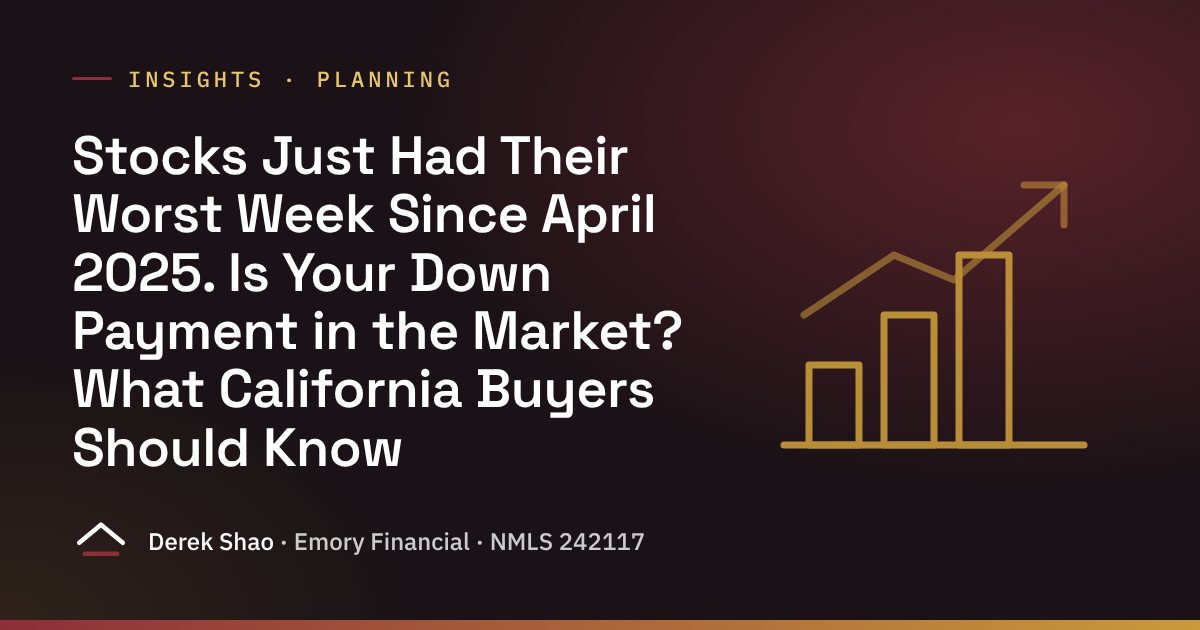 INSIGHTS · PLANNING
Stocks Just Had Their
Worst Week Since April
2025. Is Your Down
Payment in the Market?
What California Buyers
Should Know
Derek Shao · Emory Financial · NMLS 242117